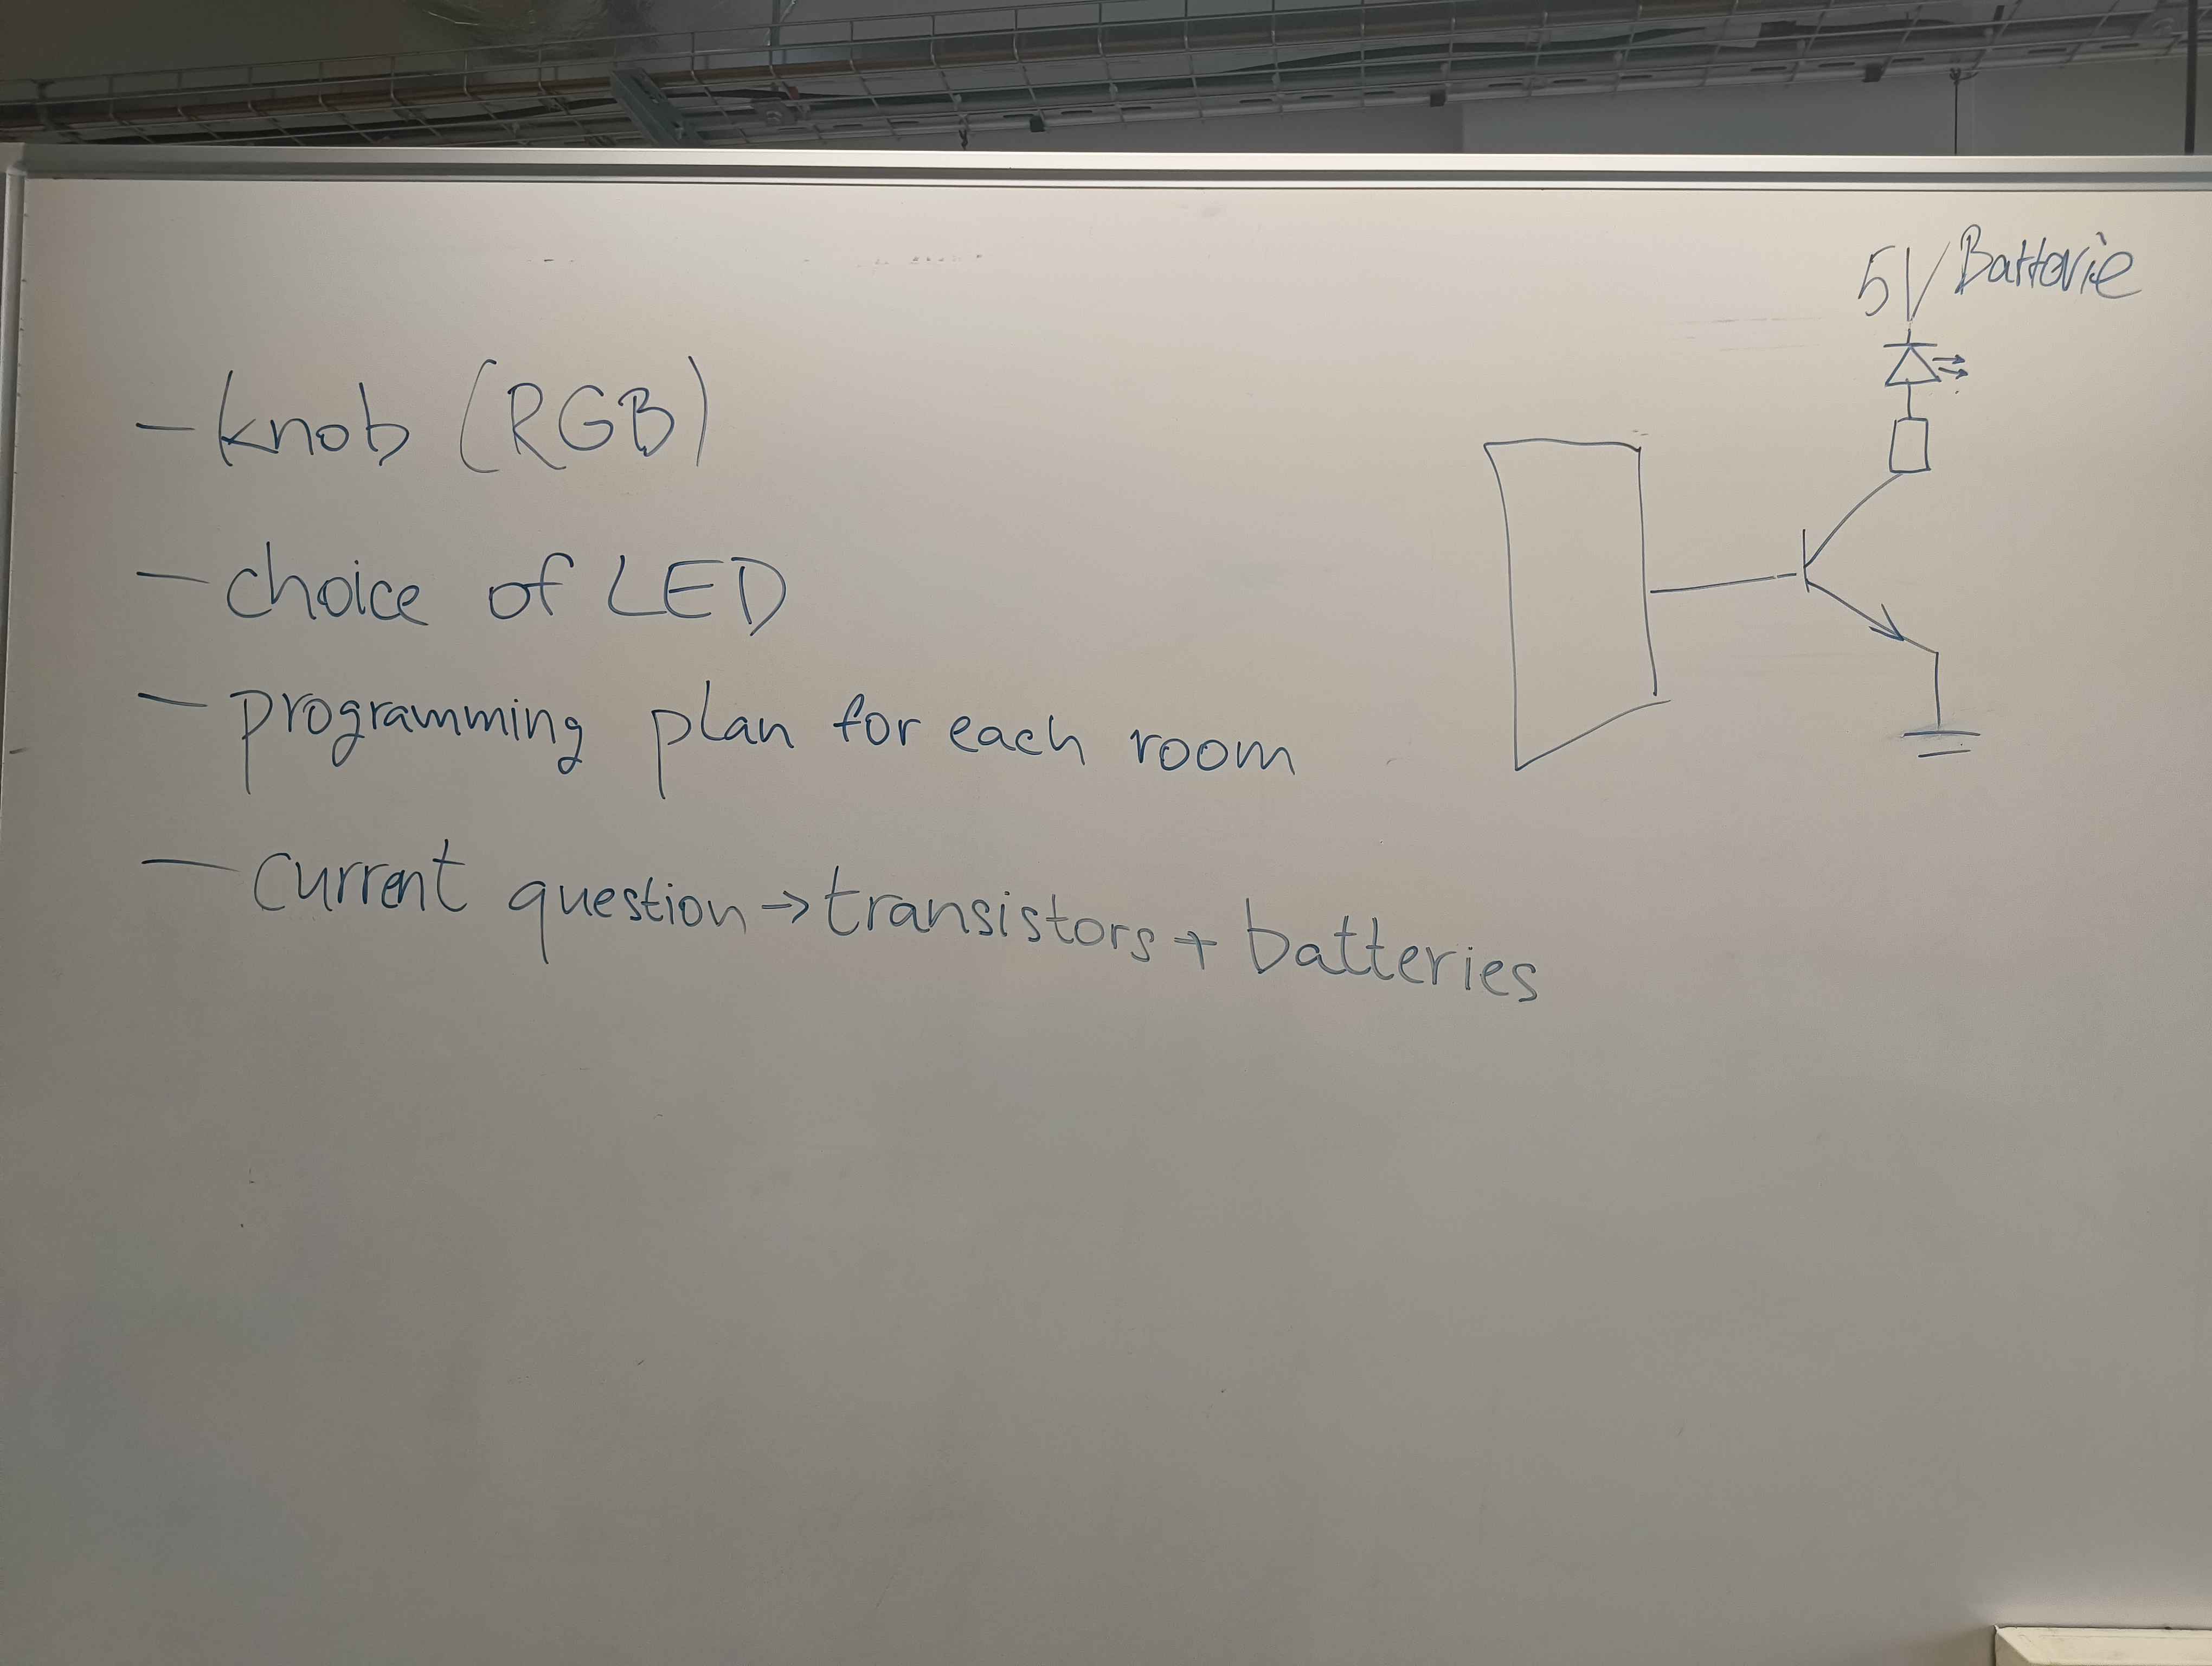 5V Batterie
- knob (RGB)
- choice of LED
- programming plan for each room
- current question → transistors + batteries